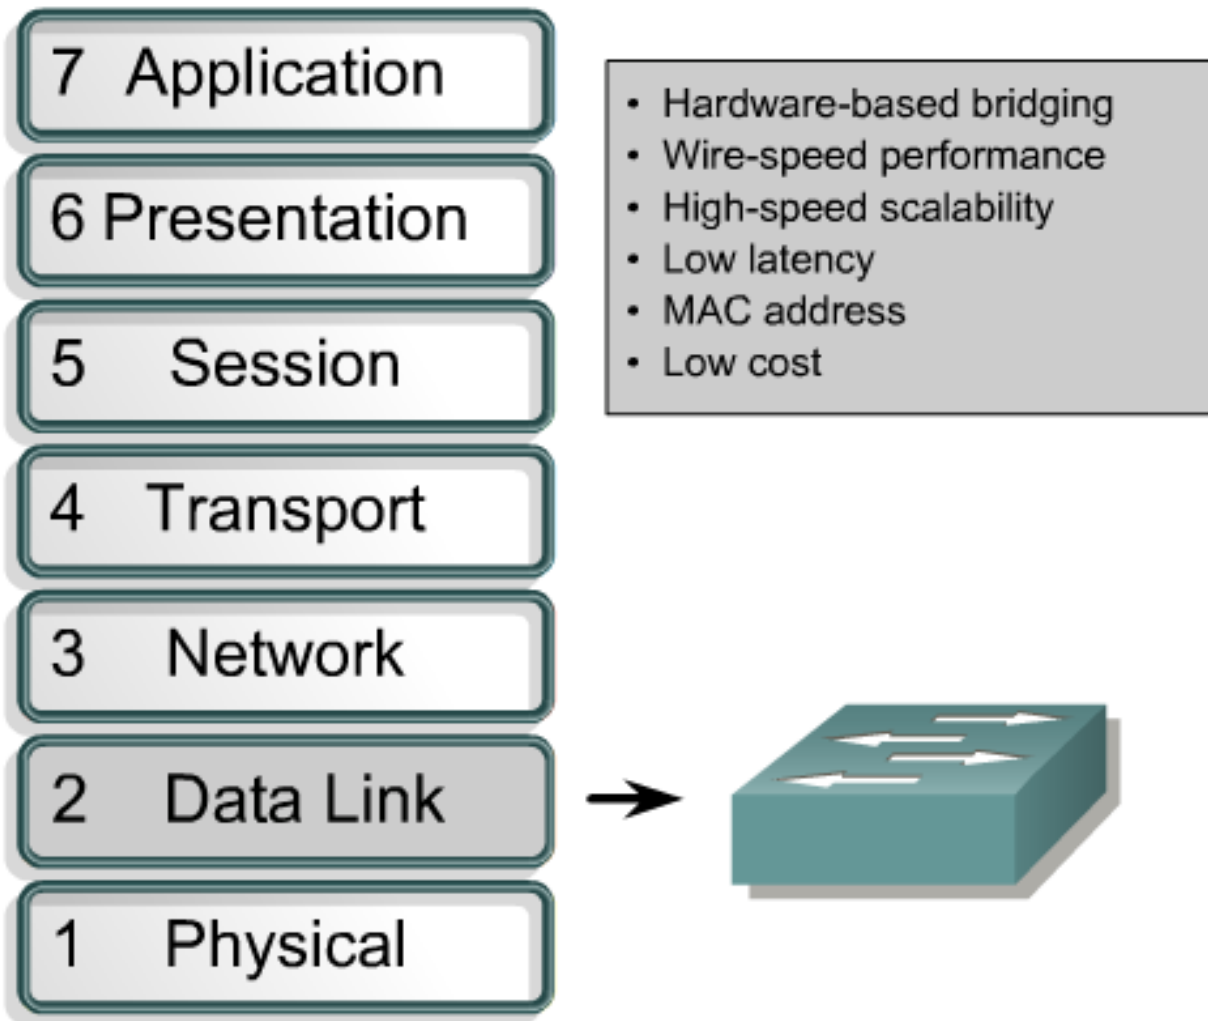 7 Application
6 Presentation
5 Session
4 Transport
3 Network
2 Data Link
1 Physical
• Hardware-based bridging
• Wire-speed performance
• High-speed scalability
• Low latency
• MAC address
• Low cost